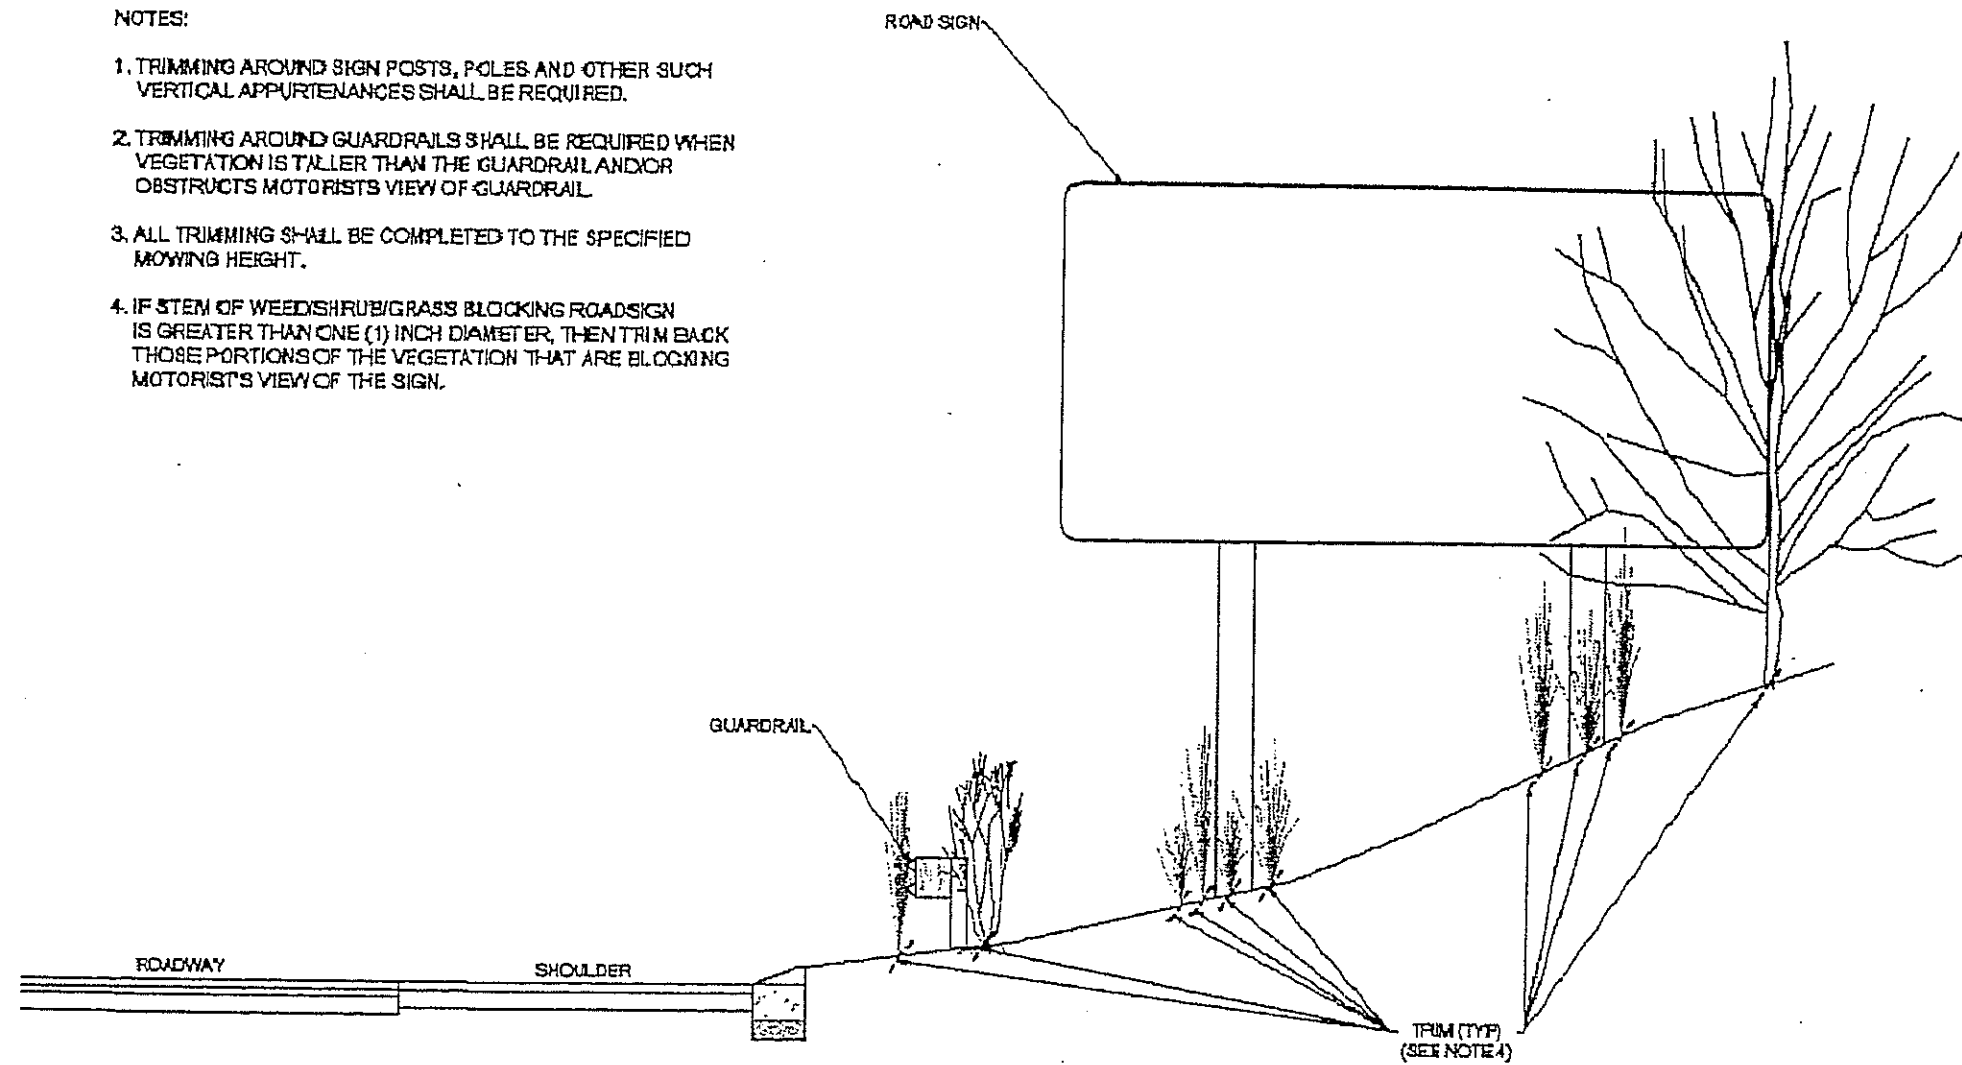 NOTES:
ROAD SIGN
1. TRIMMING AROUND SIGN POSTS, POLES AND OTHER SUCH
VERTICAL APPURTENANCES SHALL BE REQUIRED.
2. TRIMMING AROUND GUARDRAILS SHALL BE REQUIRED WHEN
VEGETATION IS TALLER THAN THE GUARDRAIL AND/OR
OBSTRUCTS MOTORISTS VIEW OF GUARDRAIL
3. ALL TRIMMING SHALL BE COMPLETED TO THE SPECIFIED
MOWING HEIGHT.
4. IF STEM OF WEED/SHRUB/GRASS BLOCKING ROADSIGN
IS GREATER THAN ONE (1) INCH DIAMETER, THEN TRIM BACK
THOSE PORTIONS OF THE VEGETATION THAT ARE BLOCKING
MOTORIST'S VIEW OF THE SIGN.
GUARDRAIL
ROADWAY
SHOULDER
TRIM (TYP)
(SEE NOTE 4)